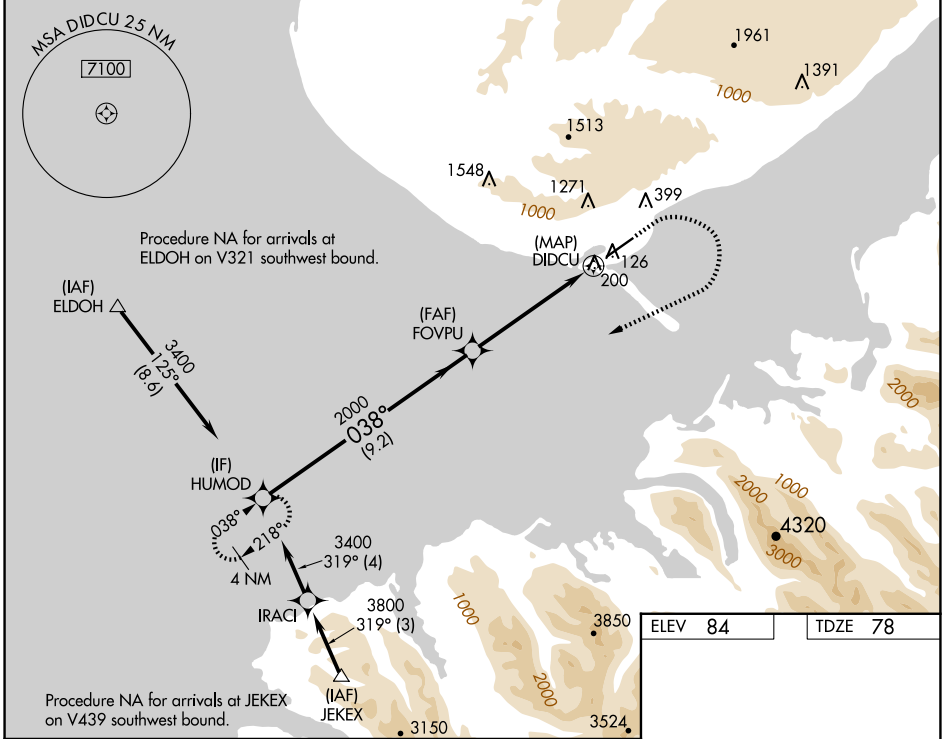 MSA DIDCU 25 NM
7100
1961
1391
1000
1513
1548
1271
399
1000
Procedure NA for arrivals at
ELDOH on V321 southwest bound.
(MAP)
DIDCU
126
200
(IAF)
ELDOH
(FAF)
FOVPU
3400
125°
(8.6)
2000
038°
(9.2)
2000
(IF)
HUMOD
038°
218°
4 NM
3400
319° (4)
2000
1000
4320
3000
IRACI
3800
319° (3)
1000
3850
2000
(IAF)
JEKEX
Procedure NA for arrivals at JEKEX
on V439 southwest bound.
3150
3524
ELEV 84
TDZE 78